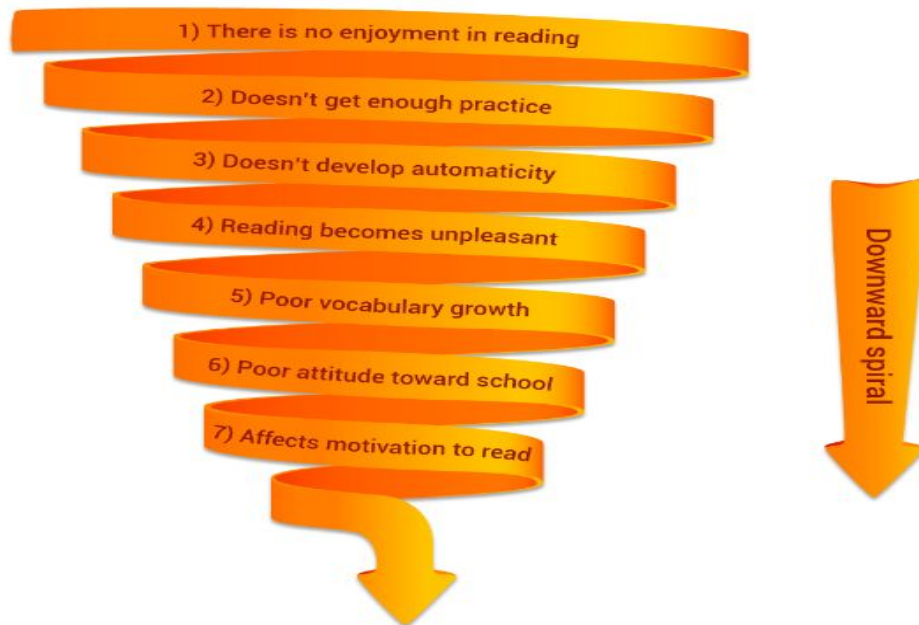 1) There is no enjoyment in reading
2) Doesn't get enough practice
3) Doesn't develop automaticity
4) Reading becomes unpleasant
5) Poor vocabulary growth
6) Poor attitude toward school
7) Affects motivation to read
Downward spiral